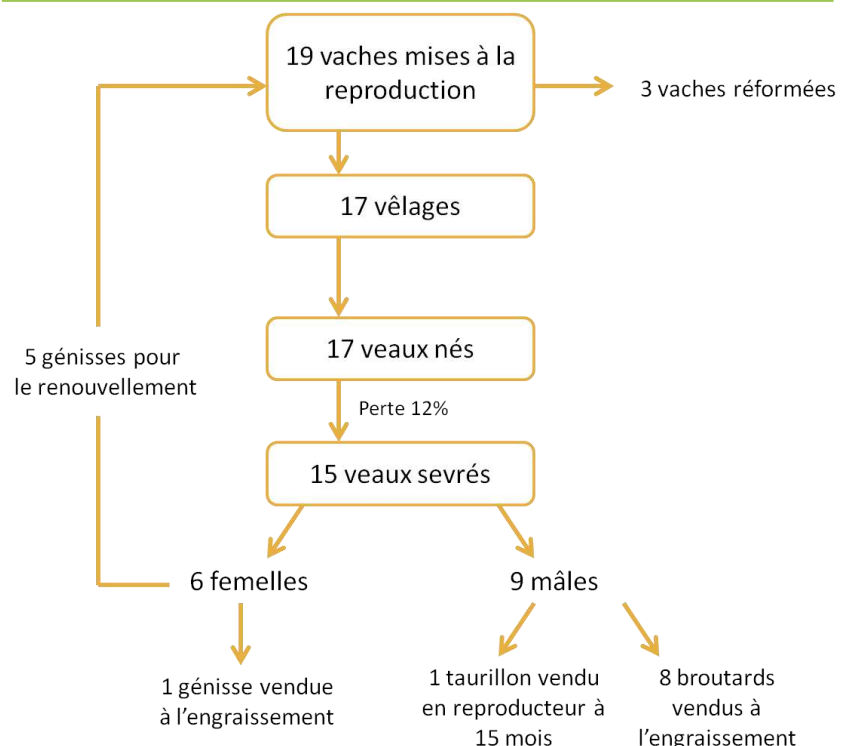 19 vaches mises à la
reproduction
3 vaches réformées
17 vêlages
17 veaux nés
5 génisses pour
le renouvellement
Perte 12%
15 veaux sevrés
6 femelles
9 mâles
1 génisse vendue
à l’engraissement
1 taurillon vendu
en reproducteur à
15 mois
8 broutards
vendus à
l’engraissement